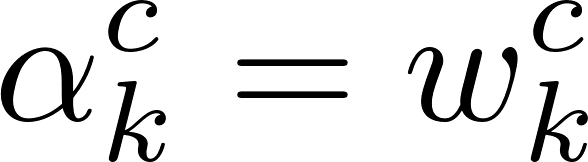 α_k^c = w_k^c